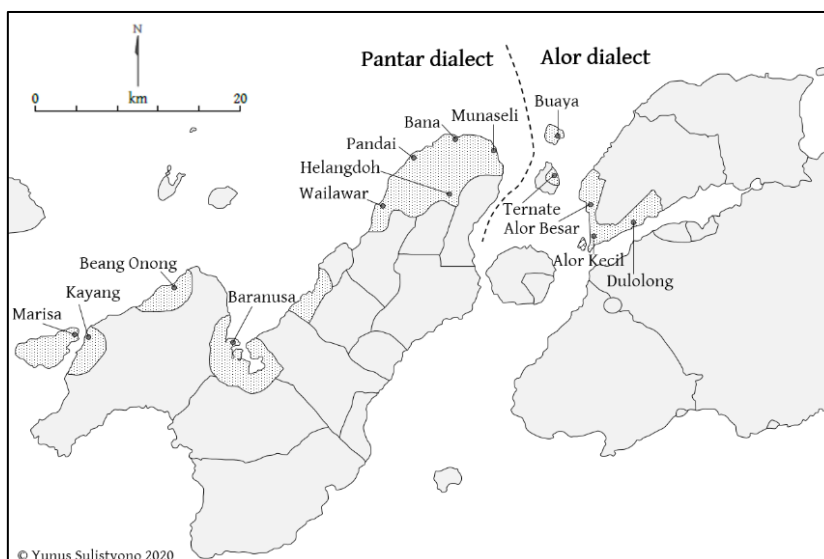 N
0
20
km
Pantar dialect
Alor dialect
Buaya
Bana
Munaseli
Pandai
Helangdoh
Wailawar
Ternate
Alor Besar
Alor Kecil
Dulolong
Beang Onong
Kayang
Marisa
Baranusa
© Yunus Sulistyono 2020